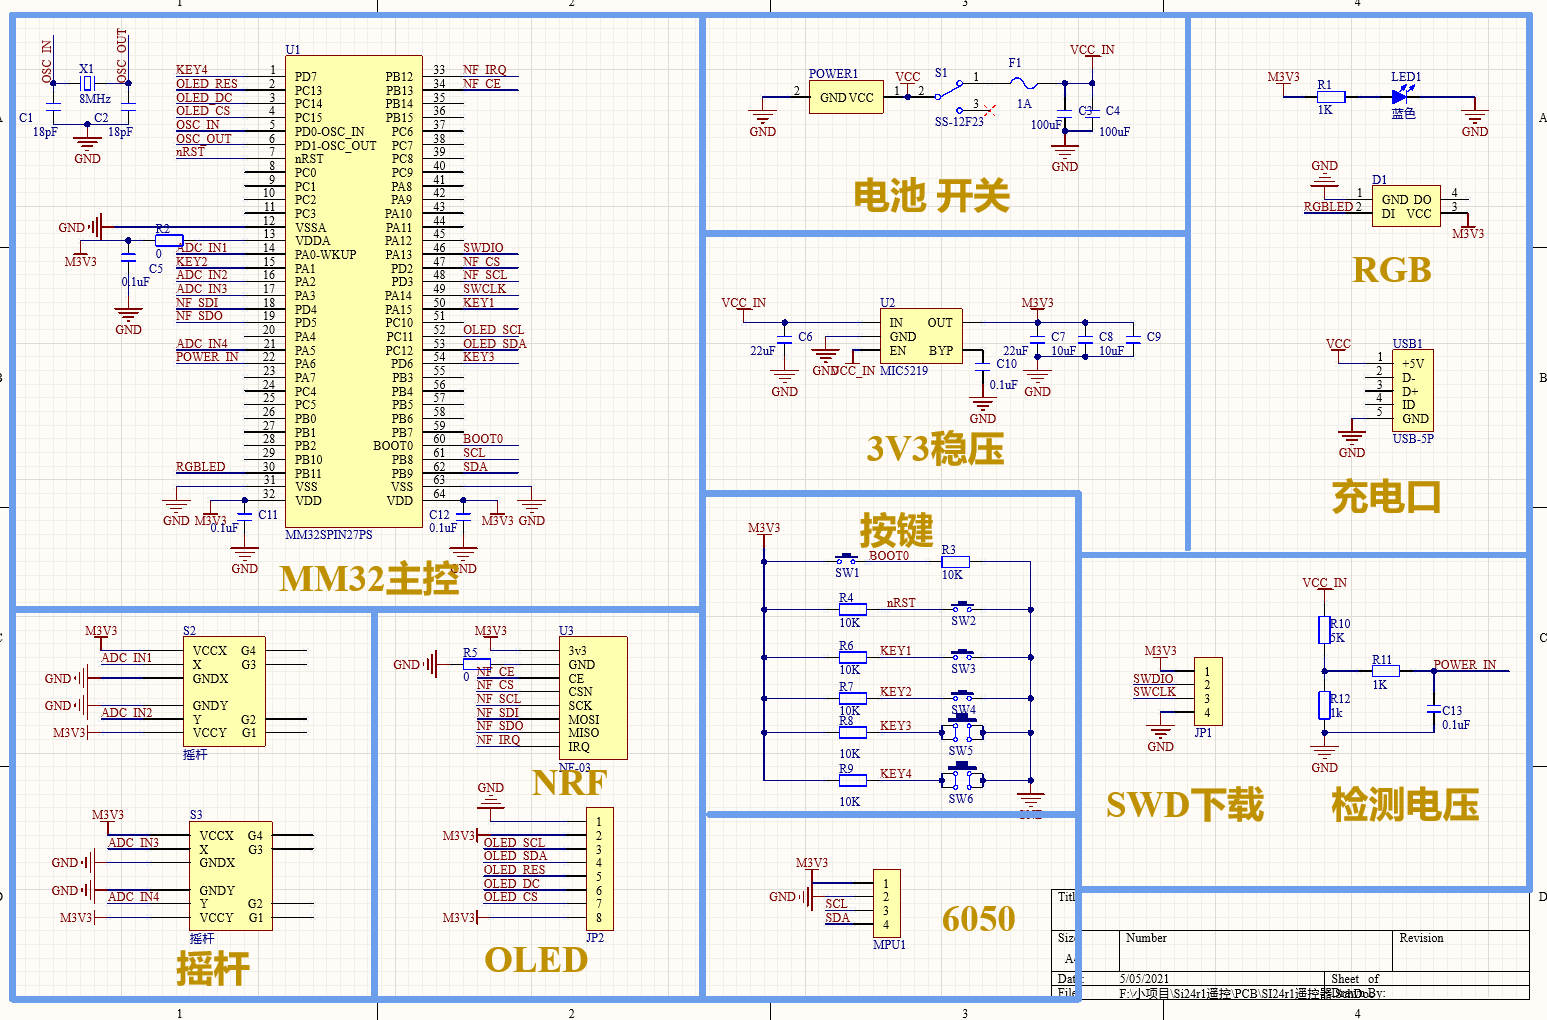 1
2
3
4
OSC_IN
OSC_OUT
X1
8MHz
C1
18pF
C2
18pF
GND
U1
KEY4 1 PD7
OLED_RES 2 PC13
OLED_DC 3 PC14
OLED_CS 4 PC15
OSC_IN 5 PD0-OSC_IN
OSC_OUT 6 PD1-OSC_OUT
nRST 7 nRST
8 PC0
9 PC1
10 PC2
11 PC3
GND 12 VSSA
R2 0 13 VDDA
M3V3
C5
0.1uF
GND
ADC_IN1 14 PA0-WKUP
KEY2 15 PA1
ADC_IN2 16 PA2
ADC_IN3 17 PA3
NF_SDI 18 PD4
NF_SDO 19 PD5
20 PA4
ADC_IN4 21 PA5
POWER_IN 22 PA6
23 PA7
24 PC4
25 PC5
26 PB0
27 PB1
28 PB2
29 PB10
RGBLED 30 PB11
31 VSS
32 VDD
PB12 33 NF_IRQ
PB13 34 NF_CE
PB14 35
PB15 36
PC6 37
PC7 38
PC8 39
PC9 40
PA8 41
PA9 42
PA10 43
PA11 44
PA12 45
PA13 46 SWDIO
PD2 47 NF_CS
PD3 48 NF_SCL
PA14 49 SWCLK
PA15 50 KEY1
PC10 51
PC11 52 OLED_SCL
PC12 53 OLED_SDA
PD6 54 KEY3
PB3 55
PB4 56
PB5 57
PB6 58
PB7 59
BOOT0 60 BOOT0
PB8 61 SCL
PB9 62 SDA
VSS 63
VDD 64
GND
M3V3
0.1uF
C11
GND
C12
0.1uF
M3V3
GND
GND
MM32SPIN27PS
MM32主控
POWER1
2 GND VCC 1
GND
VCC
S1
2
1
3
SS-12F23
F1
1A
VCC_IN
C3
100uF
C4
100uF
GND
电池 开关
M3V3
R1
1K
LED1
蓝色
GND
GND
D1
1 GND DO 4
RGBLED 2 DI VCC 3
M3V3
RGB
VCC_IN
C6
22uF
GND
U2
IN OUT
GND
EN BYP
MIC5219
GND
VCC_IN
M3V3
C7
22uF
C8
10uF
C9
10uF
C10
0.1uF
GND
GND
3V3稳压
VCC
USB1
1 +5V
2 D-
3 D+
4 ID
5 GND
USB-5P
GND
充电口
按键
M3V3
SW1 BOOT0 R3 10K
R4 10K nRST SW2
R6 10K KEY1 SW3
R7 10K KEY2 SW4
R8 10K KEY3 SW5
R9 10K KEY4 SW6
GND
M3V3
SWDIO
SWCLK
1
2
3
4
JP1
GND
SWD下载
VCC_IN
R10
5K
R11
1K
POWER_IN
R12
1k
C13
0.1uF
GND
检测电压
S2
M3V3 VCCX G4
ADC_IN1 X G3
GND GNDX
GND GNDY
ADC_IN2 Y G2
M3V3 VCCY G1
摇杆
S3
M3V3 VCCX G4
ADC_IN3 X G3
GND GNDX
GND GNDY
ADC_IN4 Y G2
M3V3 VCCY G1
摇杆
摇杆
U3
M3V3 3v3
GND R5 0 GND
NF_CE CE
NF_CS CSN
NF_SCL SCK
NF_SDI MOSI
NF_SDO MISO
NF_IRQ IRQ
NF-03
NRF
GND 1
M3V3 2
OLED_SCL 3
OLED_SDA 4
OLED_RES 5
OLED_DC 6
OLED_CS 7
M3V3 8
JP2
OLED
M3V3 1
GND 2
SCL 3
SDA 4
MPU1
6050
Number
Revision
5/05/2021
Sheet of
F:\小项目\Si24r1遥控\PCB\SI24r1遥控器.SchDoc
By:
A
B
C
D
1
2
3
4